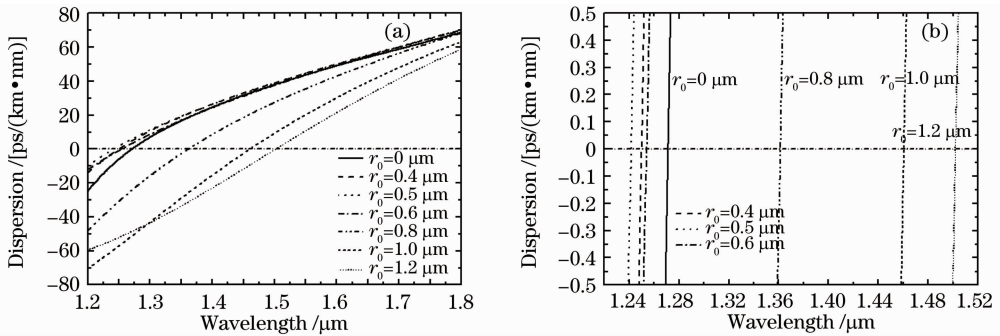 (a)
Dispersion /[ps/(km•nm)]
80
60
40
20
0
−20
−40
−60
−80
r₀=0 μm
r₀=0.4 μm
r₀=0.5 μm
r₀=0.6 μm
r₀=0.8 μm
r₀=1.0 μm
r₀=1.2 μm
1.2 1.3 1.4 1.5 1.6 1.7 1.8
Wavelength /μm
(b)
Dispersion /[ps/(km•nm)]
0.5
0.4
0.3
0.2
0.1
0
−0.1
−0.2
−0.3
−0.4
−0.5
r₀=0 μm r₀=0.8 μm r₀=1.0 μm
r₀=1.2 μm
r₀=0.4 μm
r₀=0.5 μm
r₀=0.6 μm
1.24 1.28 1.32 1.36 1.40 1.44 1.48 1.52
Wavelength /μm